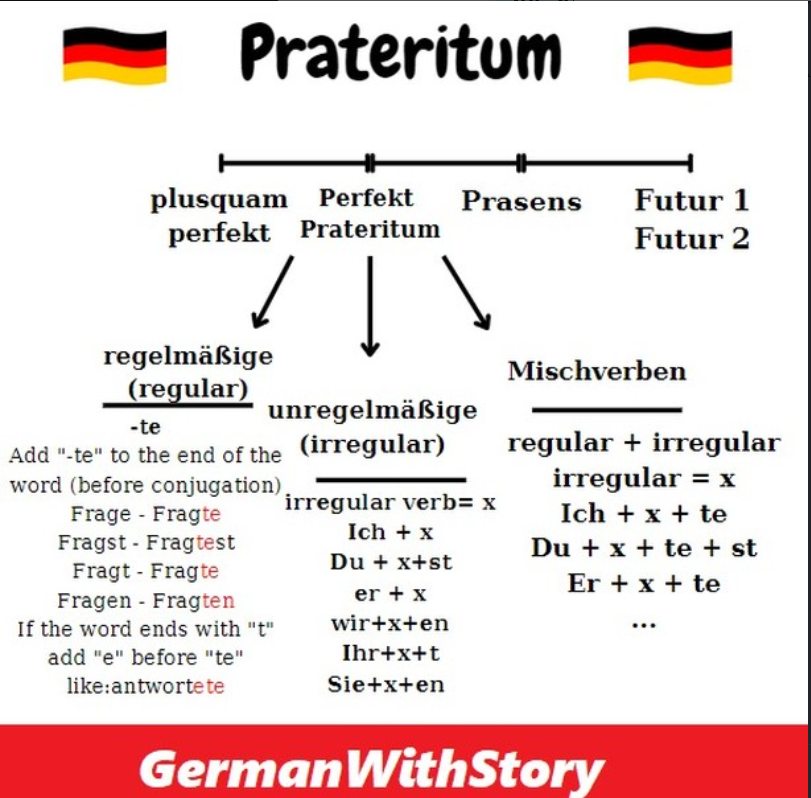 Prateritum
plusquam
perfekt
Perfekt
Prateritum
Prasens
Futur 1
Futur 2
regelmäßige
(regular)
-te
Add "-te" to the end of the
word (before conjugation)
Frage - Fragte
Fragst - Fragtest
Fragt - Fragte
Fragen - Fragten
If the word ends with "t"
add "e" before "te"
like:antwortete
unregelmäßige
(irregular)
irregular verb= x
Ich + x
Du + x+st
er + x
wir+x+en
Ihr+x+t
Sie+x+en
Mischverben
regular + irregular
irregular = x
Ich + x + te
Du + x + te + st
Er + x + te
...
GermanWithStory